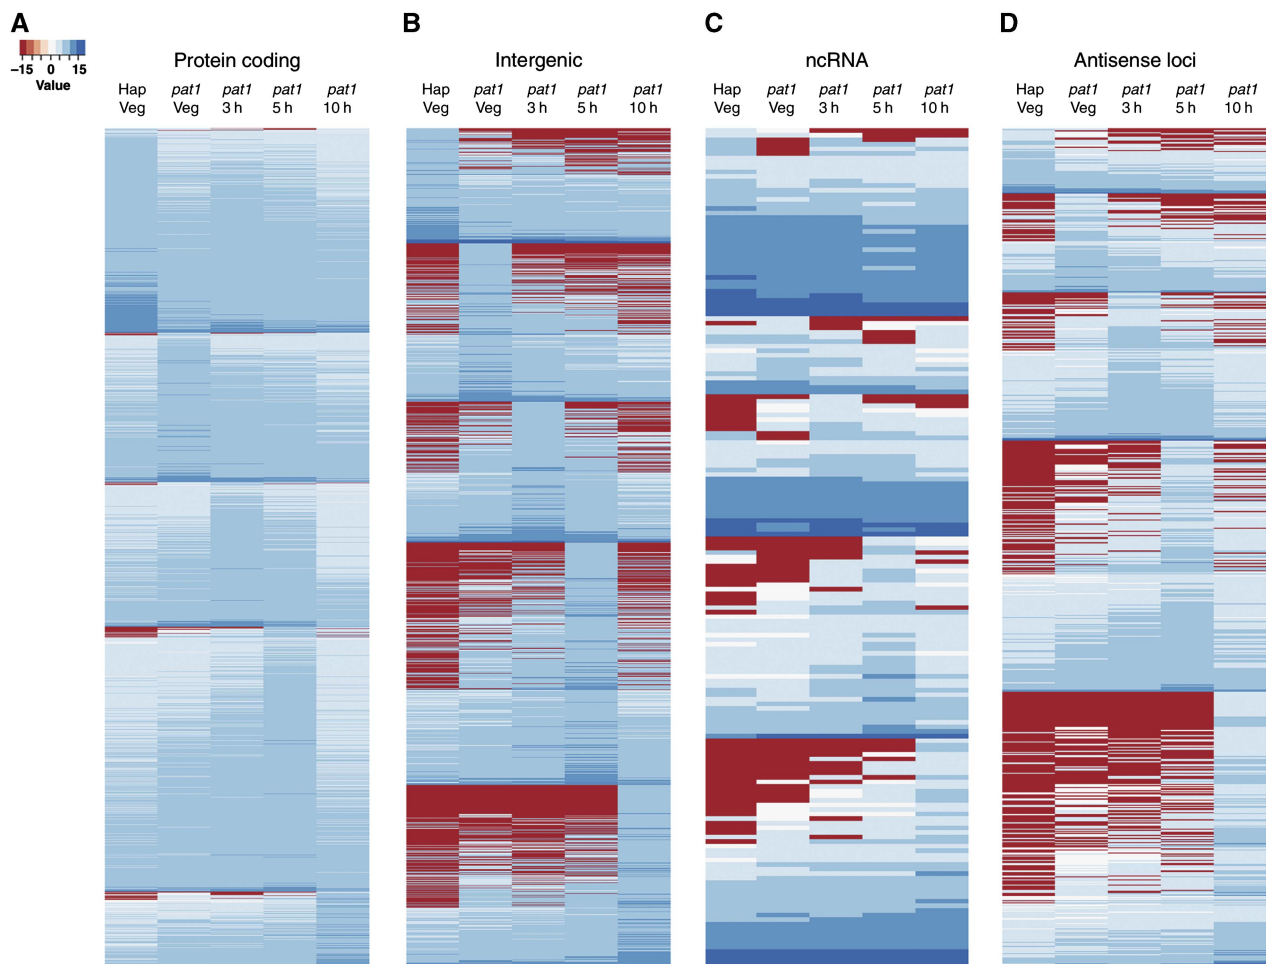 A
B
C
D
–15 0 15
Value
Protein coding
Hap pat1 pat1 pat1 pat1
Veg Veg 3 h 5 h 10 h
Intergenic
Hap pat1 pat1 pat1 pat1
Veg Veg 3 h 5 h 10 h
ncRNA
Hap pat1 pat1 pat1 pat1
Veg Veg 3 h 5 h 10 h
Antisense loci
Hap pat1 pat1 pat1 pat1
Veg Veg 3 h 5 h 10 h